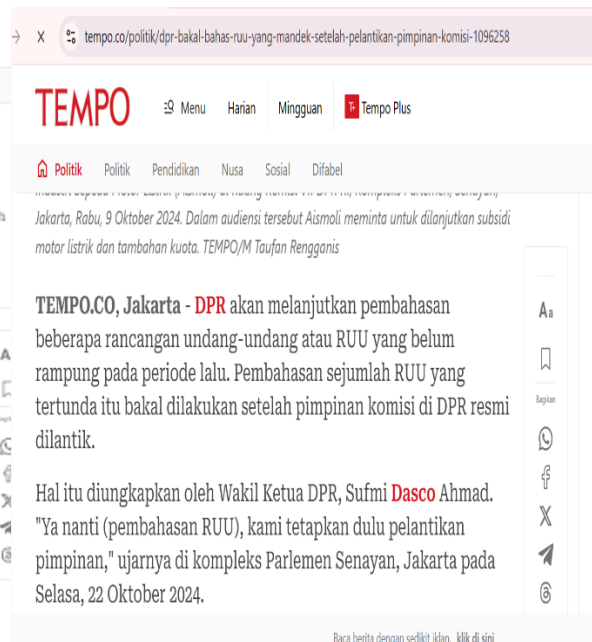 tempo.co/politik/dpr-bakal-bahas-ruu-yang-mandek-setelah-pelantikan-pimpinan-komisi-1096258
TEMPO
Menu Harian Mingguan T+ Tempo Plus
Politik Politik Pendidikan Nusa Sosial Difabel
Jakarta, Rabu, 9 Oktober 2024. Dalam audiensi tersebut Aismoli meminta untuk dilanjutkan subsidi
motor listrik dan tambahan kuota. TEMPO/M Taufan Rengganis
TEMPO.CO, Jakarta - DPR akan melanjutkan pembahasan
beberapa rancangan undang-undang atau RUU yang belum
rampung pada periode lalu. Pembahasan sejumlah RUU yang
tertunda itu bakal dilakukan setelah pimpinan komisi di DPR resmi
dilantik.
Hal itu diungkapkan oleh Wakil Ketua DPR, Sufmi Dasco Ahmad.
"Ya nanti (pembahasan RUU), kami tetapkan dulu pelantikan
pimpinan," ujarnya di kompleks Parlemen Senayan, Jakarta pada
Selasa, 22 Oktober 2024.
Aa
Bagikan
Baca berita dengan sedikit iklan, klik di sini